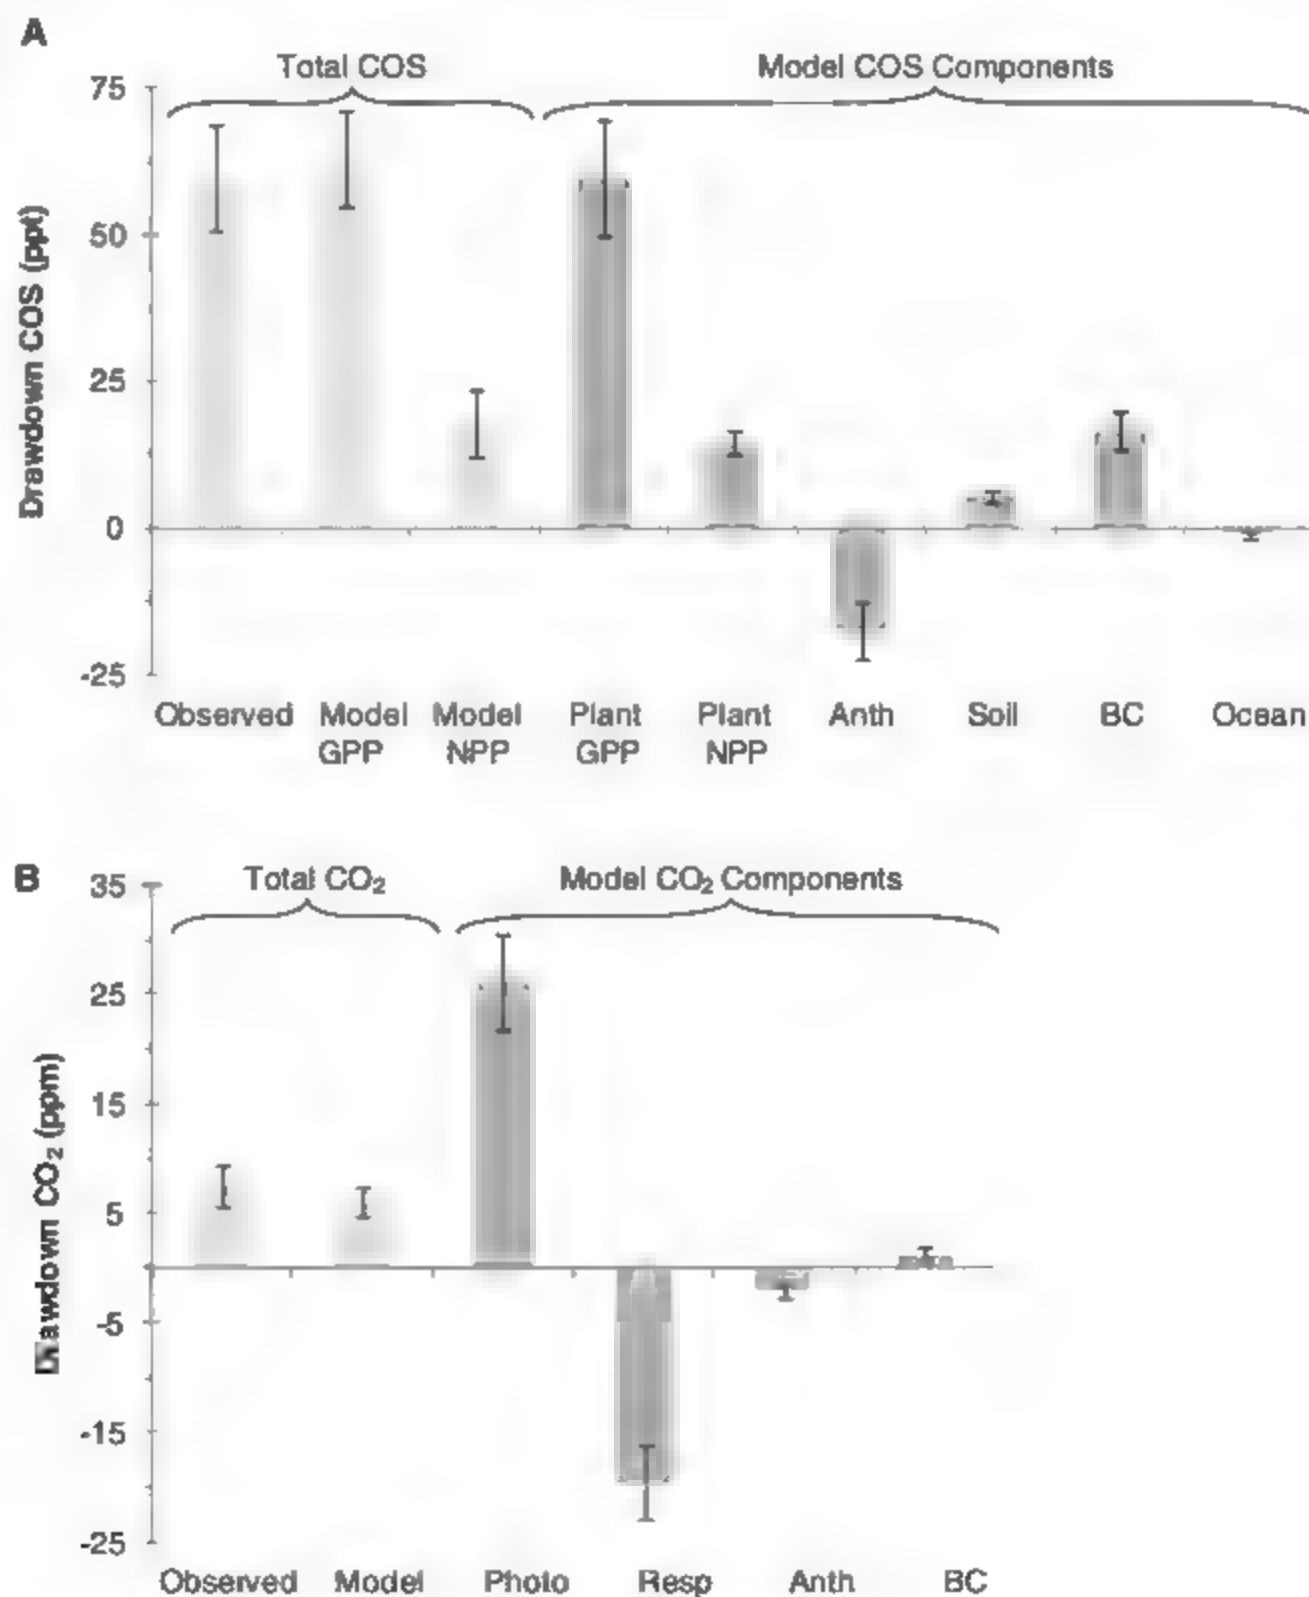 A
Total COS
Model COS Components
75
50
25
0
-25
Drawdown COS (ppt)
Observed
Model GPP
Model NPP
Plant GPP
Plant NPP
Anth
Soil
BC
Ocean
B
Total CO₂
Model CO₂ Components
35
25
15
5
-5
-15
-25
Drawdown CO₂ (ppm)
Observed
Model
Photo
Resp
Anth
BC